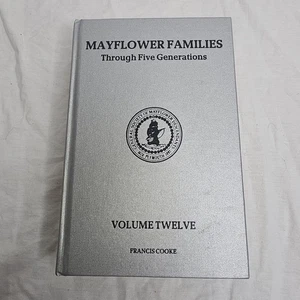 MAYFLOWER FAMILIES
Through Five Generations
VOLUME TWELVE
FRANCIS COOKE